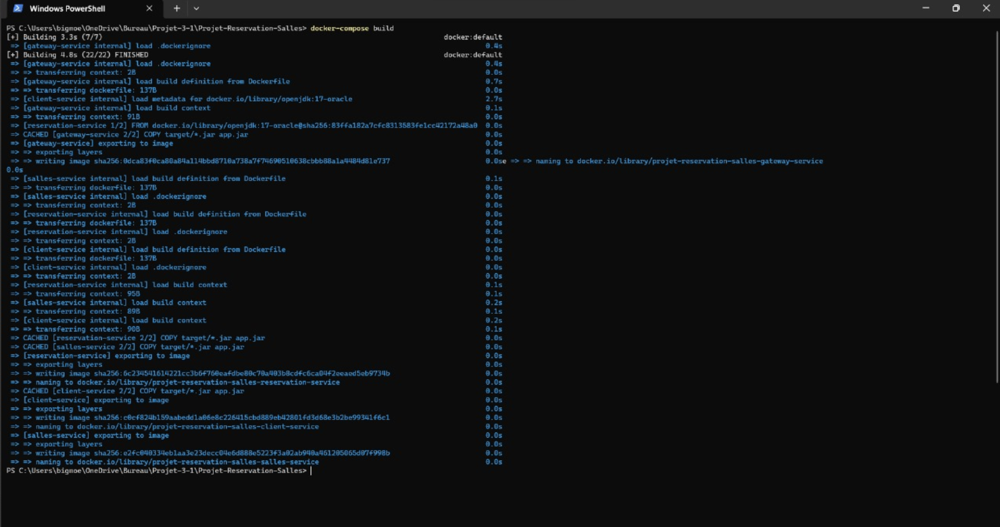 Windows PowerShell
PS C:\Users\bigmoe\OneDrive\Bureau\Projet-3-1\Projet-Reservation-Salles> docker-compose build
[+] Building 3.3s (7/7) docker:default
=> [gateway-service internal] load .dockerignore 0.4s
[+] Building 4.8s (22/22) FINISHED docker:default
=> [gateway-service internal] load .dockerignore 0.4s
=> => transferring context: 2B 0.0s
=> [gateway-service internal] load build definition from Dockerfile 0.7s
=> => transferring dockerfile: 137B 0.0s
=> [client-service internal] load metadata for docker.io/library/openjdk:17-oracle 2.7s
=> [gateway-service internal] load build context 0.1s
=> => transferring context: 91B 0.0s
=> [reservation-service 1/2] FROM docker.io/library/openjdk:17-oracle@sha256:83ffa182a7cfc8313583fe1cc42172a48a0 0.0s
=> CACHED [gateway-service 2/2] COPY target/*.jar app.jar 0.0s
=> [gateway-service] exporting to image 0.0s
=> => exporting layers 0.0s
=> => writing image sha256:0dca83f0ca80a84a114bbd8710a738a7f74690510638cbbb88a1a4484d81e737 0.0se => => naming to docker.io/library/projet-reservation-salles-gateway-service
0.0s
=> [salles-service internal] load build definition from Dockerfile 0.1s
=> => transferring dockerfile: 137B 0.0s
=> [salles-service internal] load .dockerignore 0.0s
=> => transferring context: 2B 0.0s
=> [reservation-service internal] load build definition from Dockerfile 0.0s
=> => transferring dockerfile: 137B 0.0s
=> [reservation-service internal] load .dockerignore 0.0s
=> => transferring context: 2B 0.0s
=> [client-service internal] load build definition from Dockerfile 0.0s
=> => transferring dockerfile: 137B 0.0s
=> [client-service internal] load .dockerignore 0.0s
=> => transferring context: 2B 0.0s
=> [reservation-service internal] load build context 0.1s
=> => transferring context: 95B 0.1s
=> [salles-service internal] load build context 0.2s
=> => transferring context: 89B 0.1s
=> [client-service internal] load build context 0.2s
=> => transferring context: 90B 0.1s
=> CACHED [reservation-service 2/2] COPY target/*.jar app.jar 0.0s
=> CACHED [salles-service 2/2] COPY target/*.jar app.jar 0.0s
=> [reservation-service] exporting to image 0.0s
=> => exporting layers 0.0s
=> => writing image sha256:6c234541614221cc3b6f760eafdbe80c70a403b8cdfc6ca04f2eeaed5eb9734b 0.0s
=> => naming to docker.io/library/projet-reservation-salles-reservation-service 0.0s
=> CACHED [client-service 2/2] COPY target/*.jar app.jar 0.0s
=> [client-service] exporting to image 0.0s
=> => exporting layers 0.0s
=> => writing image sha256:c0cf824b159aabedd1a06e8c226415cbd889eb42801fd3d68e3b2be99341f6c1 0.0s
=> => naming to docker.io/library/projet-reservation-salles-client-service 0.0s
=> [salles-service] exporting to image 0.0s
=> => exporting layers 0.0s
=> => writing image sha256:e2fc040334eb1aa3e23decc04e6d888e5223f3a02ab940a461205065d07f998b 0.0s
=> => naming to docker.io/library/projet-reservation-salles-salles-service 0.0s
PS C:\Users\bigmoe\OneDrive\Bureau\Projet-3-1\Projet-Reservation-Salles>